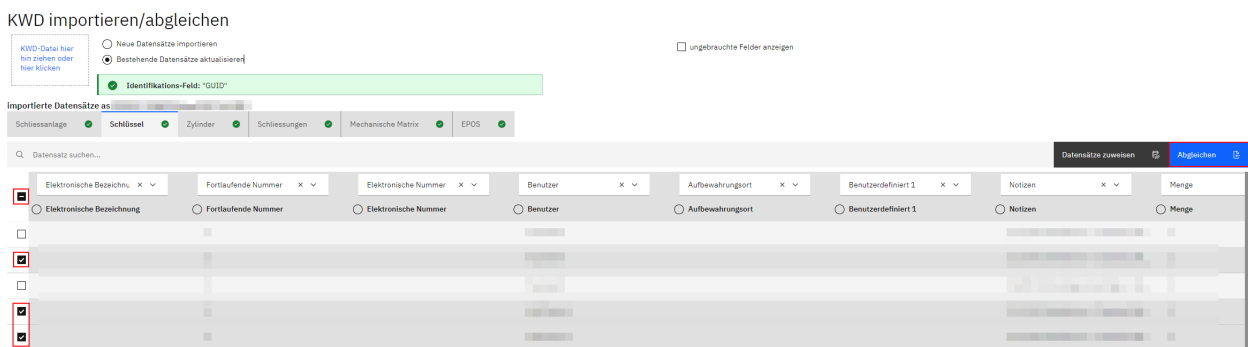 KWD importieren/abgleichen
KWD-Datei hier
hin ziehen oder
hier klicken
Neue Datensätze importieren
Bestehende Datensätze aktualisieren
ungebrauchte Felder anzeigen
Identifikations-Feld: "GUID"
importierte Datensätze as
Schliessanlage Schlüssel Zylinder Schliessungen Mechanische Matrix EPOS
Datensatz suchen... Datensätze zuweisen Abgleichen
Elektronische Bezeichnu Fortlaufende Nummer Elektronische Nummer Benutzer Aufbewahrungsort Benutzerdefiniert 1 Notizen Menge
Elektronische Bezeichnung Fortlaufende Nummer Elektronische Nummer Benutzer Aufbewahrungsort Benutzerdefiniert 1 Notizen Menge